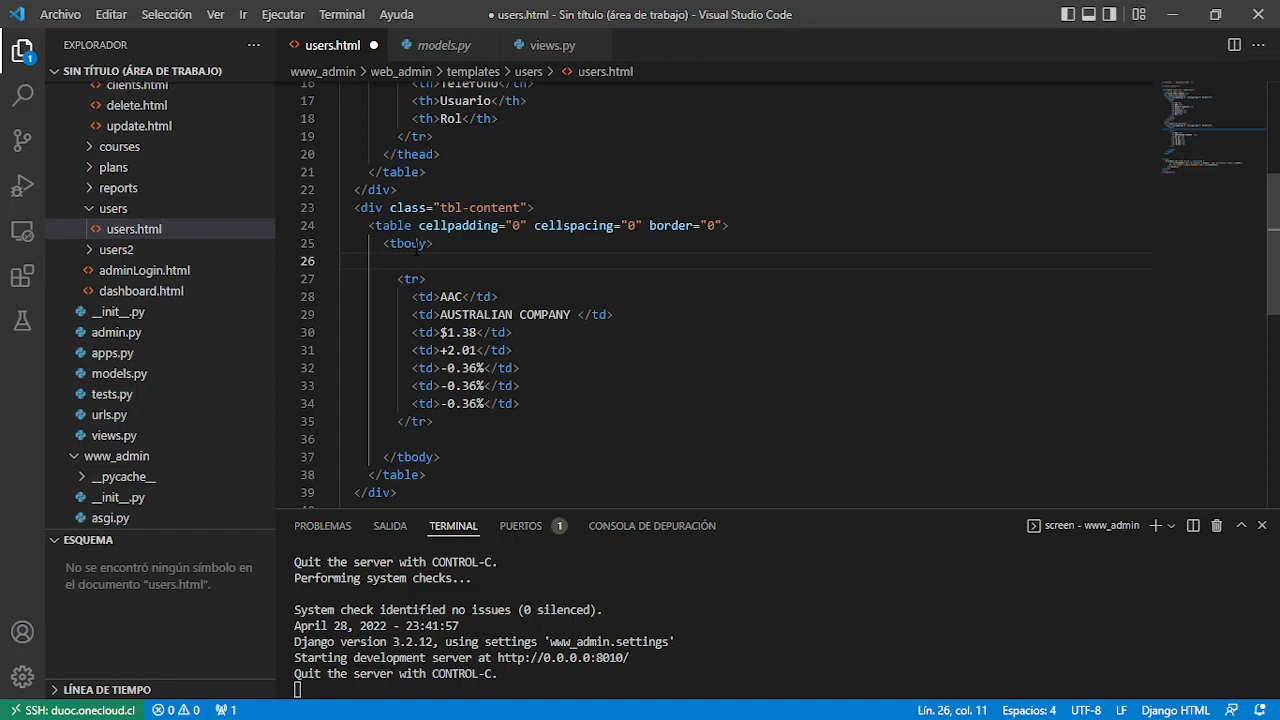 Archivo Editar Selección Ver Ir Ejecutar Terminal Ayuda ● users.html - Sin título (área de trabajo) - Visual Studio Code
EXPLORADOR ···
SIN TÍTULO (ÁREA DE TRABAJO)
clients.html
delete.html
update.html
courses
plans
reports
users
users.html
users2
adminLogin.html
dashboard.html
__init__.py
admin.py
apps.py
models.py
tests.py
urls.py
views.py
www_admin
__pycache__
__init__.py
asgi.py
ESQUEMA
No se encontró ningún símbolo en
el documento "users.html".
LÍNEA DE TIEMPO
users.html ● models.py views.py
www_admin > web_admin > templates > users > users.html
16 <th>Telefono</th>
17 <th>Usuario</th>
18 <th>Rol</th>
19 </tr>
20 </thead>
21 </table>
22 </div>
23 <div class="tbl-content">
24 <table cellpadding="0" cellspacing="0" border="0">
25 <tbody>
26
27 <tr>
28 <td>AAC</td>
29 <td>AUSTRALIAN COMPANY </td>
30 <td>$1.38</td>
31 <td>+2.01</td>
32 <td>-0.36%</td>
33 <td>-0.36%</td>
34 <td>-0.36%</td>
35 </tr>
36
37 </tbody>
38 </table>
39 </div>
PROBLEMAS SALIDA TERMINAL PUERTOS 1 CONSOLA DE DEPURACIÓN screen - www_admin
Quit the server with CONTROL-C.
Performing system checks...
System check identified no issues (0 silenced).
April 28, 2022 - 23:41:57
Django version 3.2.12, using settings 'www_admin.settings'
Starting development server at http://0.0.0.0:8010/
Quit the server with CONTROL-C.
SSH: duoc.onecloud.cl 0 0 1 Lín. 26, col. 11 Espacios: 4 UTF-8 LF Django HTML